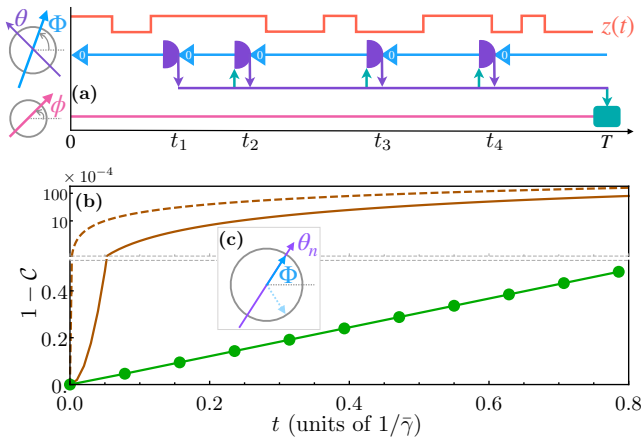 θ Φ z(t)
0 0 0 0 0
(a)
ϕ
0 t₁ t₂ t₃ t₄ T
× 10⁻⁴
100 (b)
10
(c) θₙ
Φ
1 − C
0.4
0.2
0.
0.0 0.2 0.4 0.6 0.8
t (units of 1/γ̄)